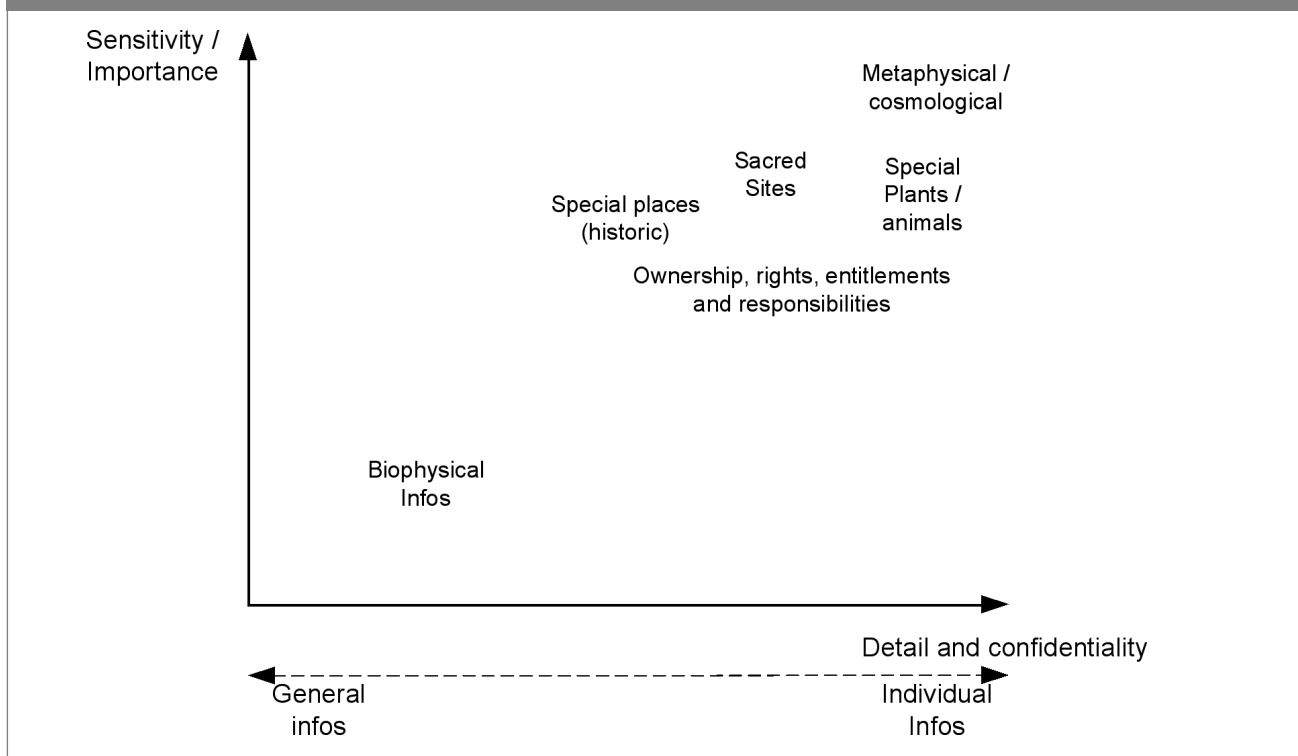 Sensitivity /
Importance
Metaphysical /
cosmological
Sacred
Sites
Special
Plants /
animals
Special places
(historic)
Ownership, rights, entitlements
and responsibilities
Biophysical
Infos
Detail and confidentiality
General
infos
Individual
Infos